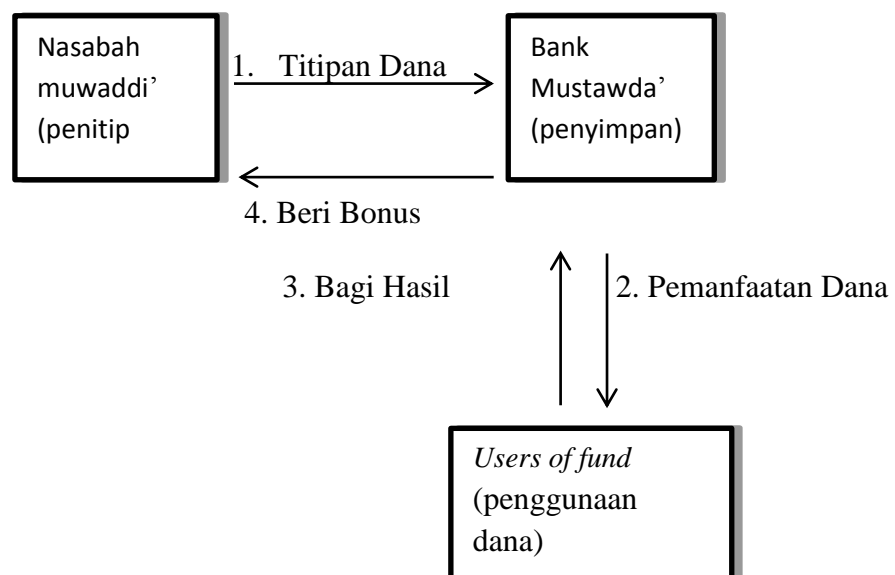 Nasabah
muwaddi’
(penitip
1. Titipan Dana
Bank
Mustawda’
(penyimpan)
4. Beri Bonus
3. Bagi Hasil
2. Pemanfaatan Dana
Users of fund
(penggunaan
dana)